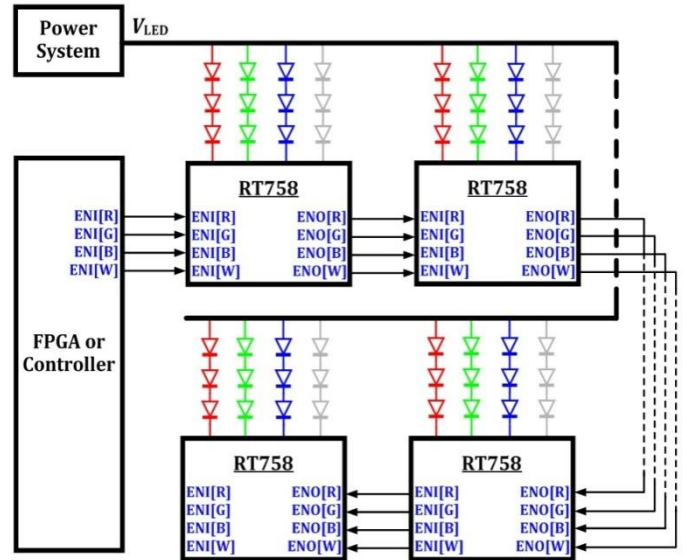 Power
System
VLED
RT758
RT758
ENI[R] ENI[R] ENO[R] ENI[R] ENO[R]
ENI[G] ENI[G] ENO[G] ENI[G] ENO[G]
ENI[B] ENI[B] ENO[B] ENI[B] ENO[B]
ENI[W] ENI[W] ENO[W] ENI[W] ENO[W]
FPGA or
Controller
RT758
RT758
ENI[R] ENO[R] ENI[R] ENO[R]
ENI[G] ENO[G] ENI[G] ENO[G]
ENI[B] ENO[B] ENI[B] ENO[B]
ENI[W] ENO[W] ENI[W] ENO[W]